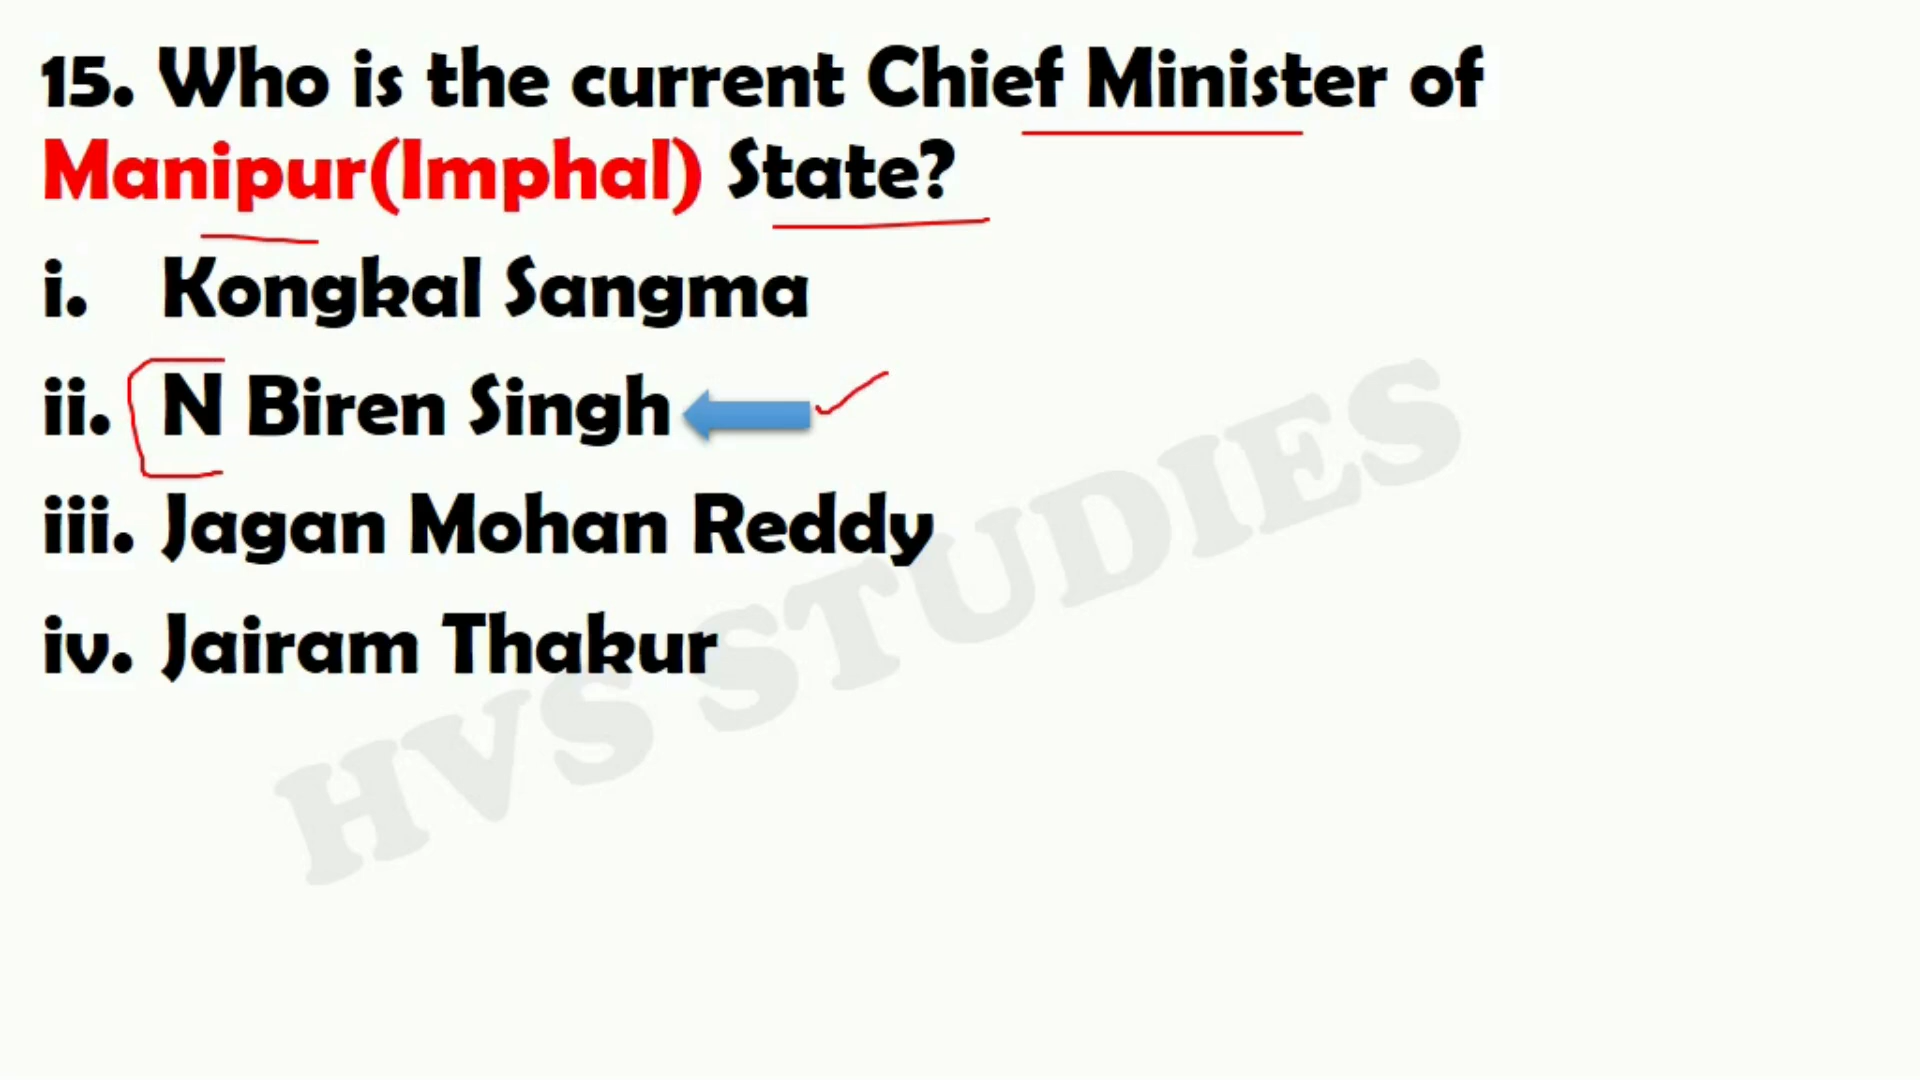 15. Who is the current Chief Minister of
Manipur(Imphal) State?
i. Kongkal Sangma
ii. N Biren Singh
iii. Jagan Mohan Reddy
iv. Jairam Thakur
HVS STUDIES